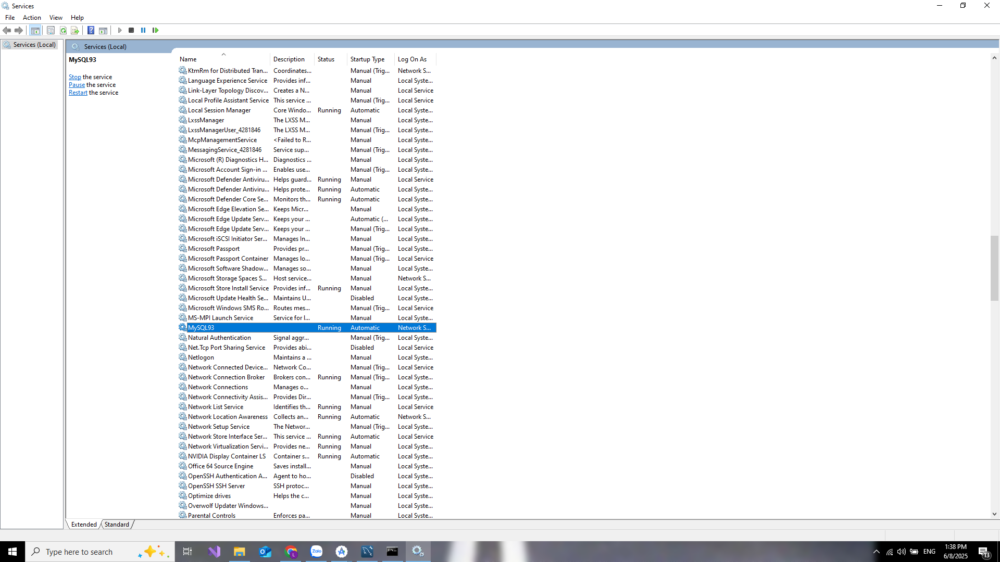 Services
File Action View Help
Services (Local)
Services (Local)
MySQL93
Stop the service
Pause the service
Restart the service
Name Description Status Startup Type Log On As
KtmRm for Distributed Tran... Coordinates... Manual (Trig... Network S...
Language Experience Service Provides inf... Manual Local Syste...
Link-Layer Topology Discov... Creates a N... Manual Local Service
Local Profile Assistant Service This service ... Manual (Trig... Local Service
Local Session Manager Core Windo... Running Automatic Local Syste...
LxssManager The LXSS M... Manual Local Syste...
LxssManagerUser_4281846 The LXSS M... Manual (Trig... Local Syste...
McpManagementService <Failed to R... Manual Local Syste...
MessagingService_4281846 Service sup... Manual (Trig... Local Syste...
Microsoft (R) Diagnostics H... Diagnostics ... Manual Local Syste...
Microsoft Account Sign-in ... Enables use... Manual (Trig... Local Syste...
Microsoft Defender Antiviru... Helps guard... Running Manual Local Service
Microsoft Defender Antiviru... Helps prote... Running Automatic Local Syste...
Microsoft Defender Core Se... Monitors th... Running Automatic Local Syste...
Microsoft Edge Elevation Se... Keeps Micr... Manual Local Syste...
Microsoft Edge Update Serv... Keeps your ... Automatic (... Local Syste...
Microsoft Edge Update Serv... Keeps your ... Manual (Trig... Local Syste...
Microsoft iSCSI Initiator Ser... Manages In... Manual Local Syste...
Microsoft Passport Provides pr... Manual (Trig... Local Syste...
Microsoft Passport Container Manages lo... Manual (Trig... Local Service
Microsoft Software Shadow... Manages so... Manual Local Syste...
Microsoft Storage Spaces S... Host service... Manual Network S...
Microsoft Store Install Service Provides inf... Running Manual Local Syste...
Microsoft Update Health Se... Maintains U... Disabled Local Syste...
Microsoft Windows SMS Ro... Routes mes... Manual (Trig... Local Service
MS-MPI Launch Service Service for l... Manual Local Syste...
MySQL93 Running Automatic Network S...
Natural Authentication Signal aggr... Manual (Trig... Local Syste...
Net.Tcp Port Sharing Service Provides abi... Disabled Local Service
Netlogon Maintains a ... Manual Local Syste...
Network Connected Device... Network Co... Manual (Trig... Local Service
Network Connection Broker Brokers con... Running Manual (Trig... Local Syste...
Network Connections Manages o... Manual Local Syste...
Network Connectivity Assis... Provides Dir... Manual (Trig... Local Syste...
Network List Service Identifies th... Running Manual Local Service
Network Location Awareness Collects an... Running Automatic Network S...
Network Setup Service The Networ... Manual (Trig... Local Syste...
Network Store Interface Ser... This service ... Running Automatic Local Service
Network Virtualization Servi... Provides ne... Running Manual Local Syste...
NVIDIA Display Container LS Container s... Running Automatic Local Syste...
Office 64 Source Engine Saves install... Manual Local Syste...
OpenSSH Authentication A... Agent to ho... Disabled Local Syste...
OpenSSH SSH Server SSH protoc... Manual Local Syste...
Optimize drives Helps the c... Manual Local Syste...
Overwolf Updater Windows... Manual Local Syste...
Parental Controls Enforces pa... Manual Local Syste...
Extended Standard
Type here to search
Zalo
ENG
1:38 PM
6/8/2025
13